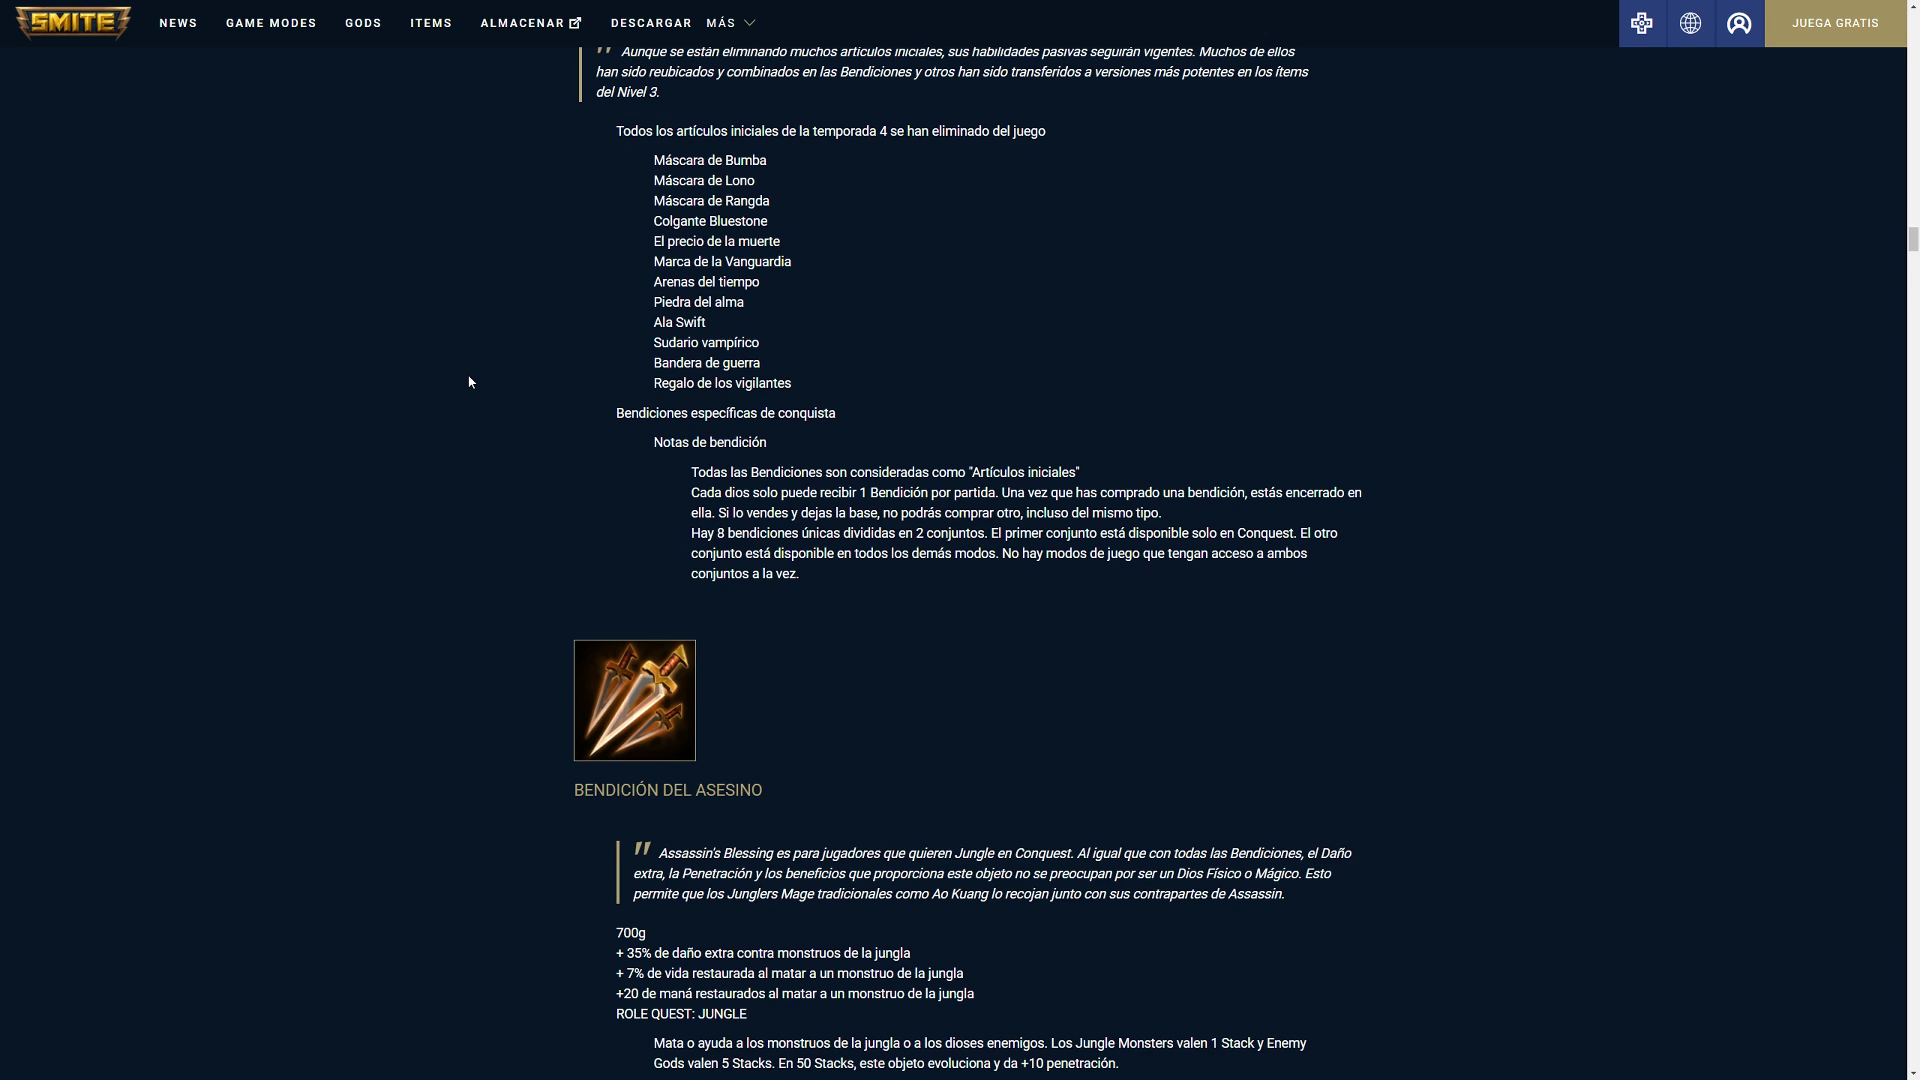 SMITE NEWS GAME MODES GODS ITEMS ALMACENAR DESCARGAR MÁS JUEGA GRATIS
" Aunque se están eliminando muchos artículos iniciales, sus habilidades pasivas seguirán vigentes. Muchos de ellos
han sido reubicados y combinados en las Bendiciones y otros han sido transferidos a versiones más potentes en los ítems
del Nivel 3.
Todos los artículos iniciales de la temporada 4 se han eliminado del juego
Máscara de Bumba
Máscara de Lono
Máscara de Rangda
Colgante Bluestone
El precio de la muerte
Marca de la Vanguardia
Arenas del tiempo
Piedra del alma
Ala Swift
Sudario vampírico
Bandera de guerra
Regalo de los vigilantes
Bendiciones específicas de conquista
Notas de bendición
Todas las Bendiciones son consideradas como "Artículos iniciales"
Cada dios solo puede recibir 1 Bendición por partida. Una vez que has comprado una bendición, estás encerrado en
ella. Si lo vendes y dejas la base, no podrás comprar otro, incluso del mismo tipo.
Hay 8 bendiciones únicas divididas en 2 conjuntos. El primer conjunto está disponible solo en Conquest. El otro
conjunto está disponible en todos los demás modos. No hay modos de juego que tengan acceso a ambos
conjuntos a la vez.
BENDICIÓN DEL ASESINO
" Assassin's Blessing es para jugadores que quieren Jungle en Conquest. Al igual que con todas las Bendiciones, el Daño
extra, la Penetración y los beneficios que proporciona este objeto no se preocupan por ser un Dios Físico o Mágico. Esto
permite que los Junglers Mage tradicionales como Ao Kuang lo recojan junto con sus contrapartes de Assassin.
700g
+ 35% de daño extra contra monstruos de la jungla
+ 7% de vida restaurada al matar a un monstruo de la jungla
+20 de maná restaurados al matar a un monstruo de la jungla
ROLE QUEST: JUNGLE
Mata o ayuda a los monstruos de la jungla o a los dioses enemigos. Los Jungle Monsters valen 1 Stack y Enemy
Gods valen 5 Stacks. En 50 Stacks, este objeto evoluciona y da +10 penetración.